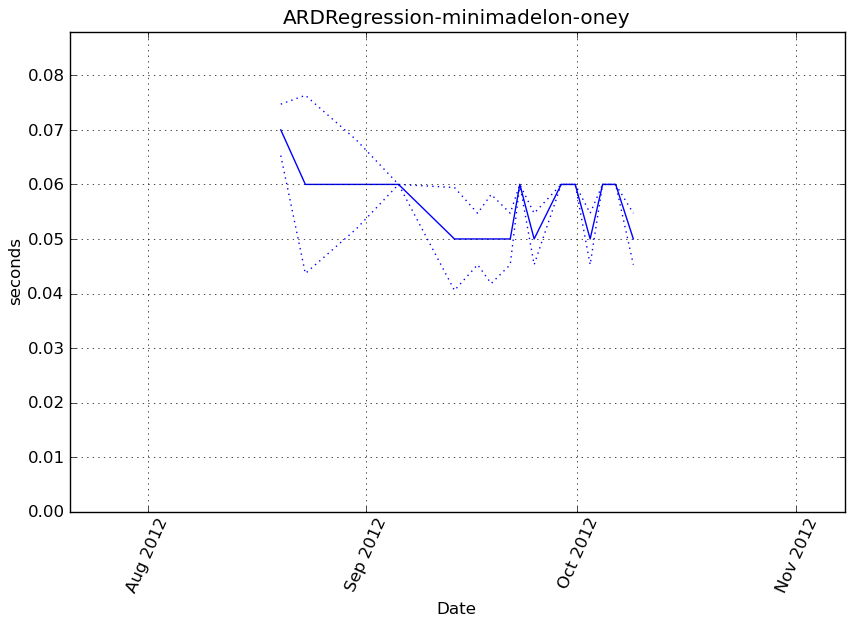 ARDRegression-minimadelon-oney
0.08
0.07
0.06
0.05
0.04
0.03
0.02
0.01
0.00
seconds
Aug 2012
Sep 2012
Oct 2012
Nov 2012
Date